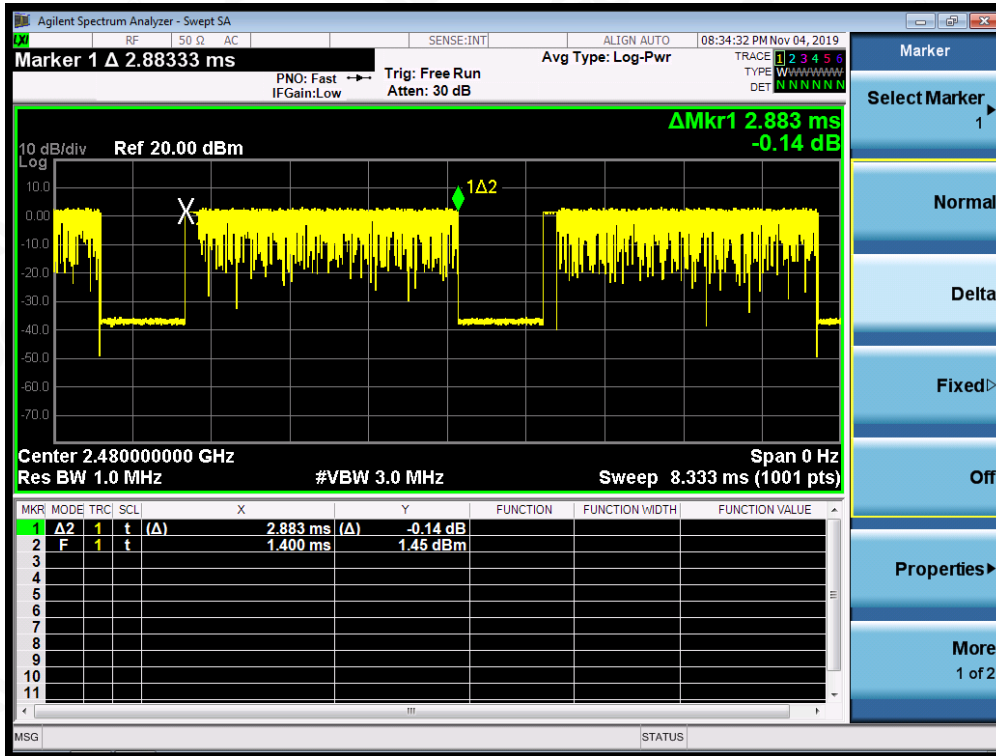 Agilent Spectrum Analyzer - Swept SA
LXI RF 50 Ω AC SENSE:INT ALIGN AUTO 08:34:32 PM Nov 04, 2019
Marker 1 Δ 2.88333 ms
PNO: Fast
IFGain:Low
Trig: Free Run
Atten: 30 dB
Avg Type: Log-Pwr
TRACE 1 2 3 4 5 6
TYPE WWWWWW
DET N N N N N N
ΔMkr1 2.883 ms
-0.14 dB
10 dB/div Ref 20.00 dBm
Log
10.0
0.00
-10.0
-20.0
-30.0
-40.0
-50.0
-60.0
-70.0
X
1Δ2
Center 2.480000000 GHz Span 0 Hz
Res BW 1.0 MHz #VBW 3.0 MHz Sweep 8.333 ms (1001 pts)
MKR MODE TRC SCL X Y FUNCTION FUNCTION WIDTH FUNCTION VALUE
1 Δ2 1 t (Δ) 2.883 ms (Δ) -0.14 dB
2 F 1 t 1.400 ms 1.45 dBm
3
4
5
6
7
8
9
10
11
MSG STATUS
Marker
Select Marker
1
Normal
Delta
Fixed
Off
Properties
More
1 of 2